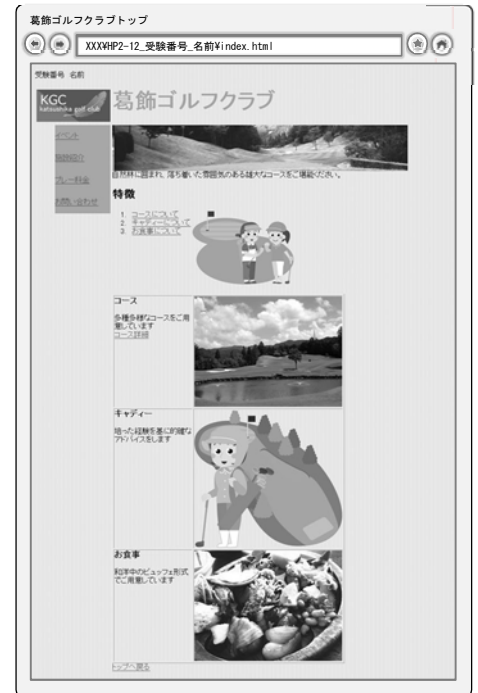 葛飾ゴルフクラブトップ
XXX¥HP2-12_受験番号_名前¥index.html
受験番号 名前
KGC
katsushika golf club
葛飾ゴルフクラブ
イベント
施設紹介
プレー料金
お問い合わせ
自然林に囲まれ、落ち着いた雰囲気のある雄大なコースをご堪能ください。
特徴
1. コースについて
2. キャディーについて
3. お食事について
コース
多種多様なコースをご用
意しています
コース詳細
キャディー
培った経験を基に的確な
アドバイスをします
お食事
和洋中のビュッフェ形式
でご用意しています
トップへ戻る